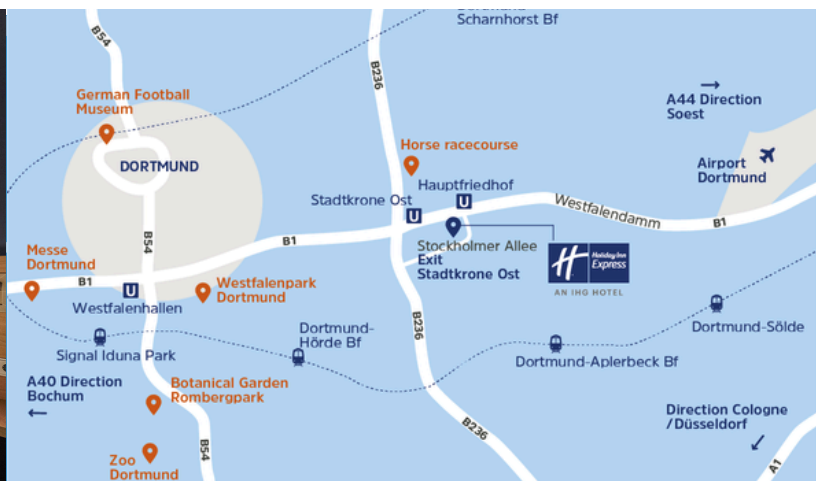 Scharnhorst Bf
B54
B236
German Football
Museum
A44 Direction
Soest
DORTMUND
Horse racecourse
Airport
Dortmund
Hauptfriedhof
Stadtkrone Ost
U
U
Westfalendamm
B1
B54
B1
Stockholmer Allee
Exit
Stadtkrone Ost
H
Holiday Inn
Express
AN IHG HOTEL
Messe
Dortmund
B1
U
Westfalenhallen
Westfalenpark
Dortmund
B236
Signal Iduna Park
Dortmund-
Hörde Bf
Dortmund-Sölde
Dortmund-Aplerbeck Bf
A40 Direction
Bochum
Botanical Garden
Rombergpark
Direction Cologne
/Düsseldorf
B236
B54
Zoo
Dortmund
A1